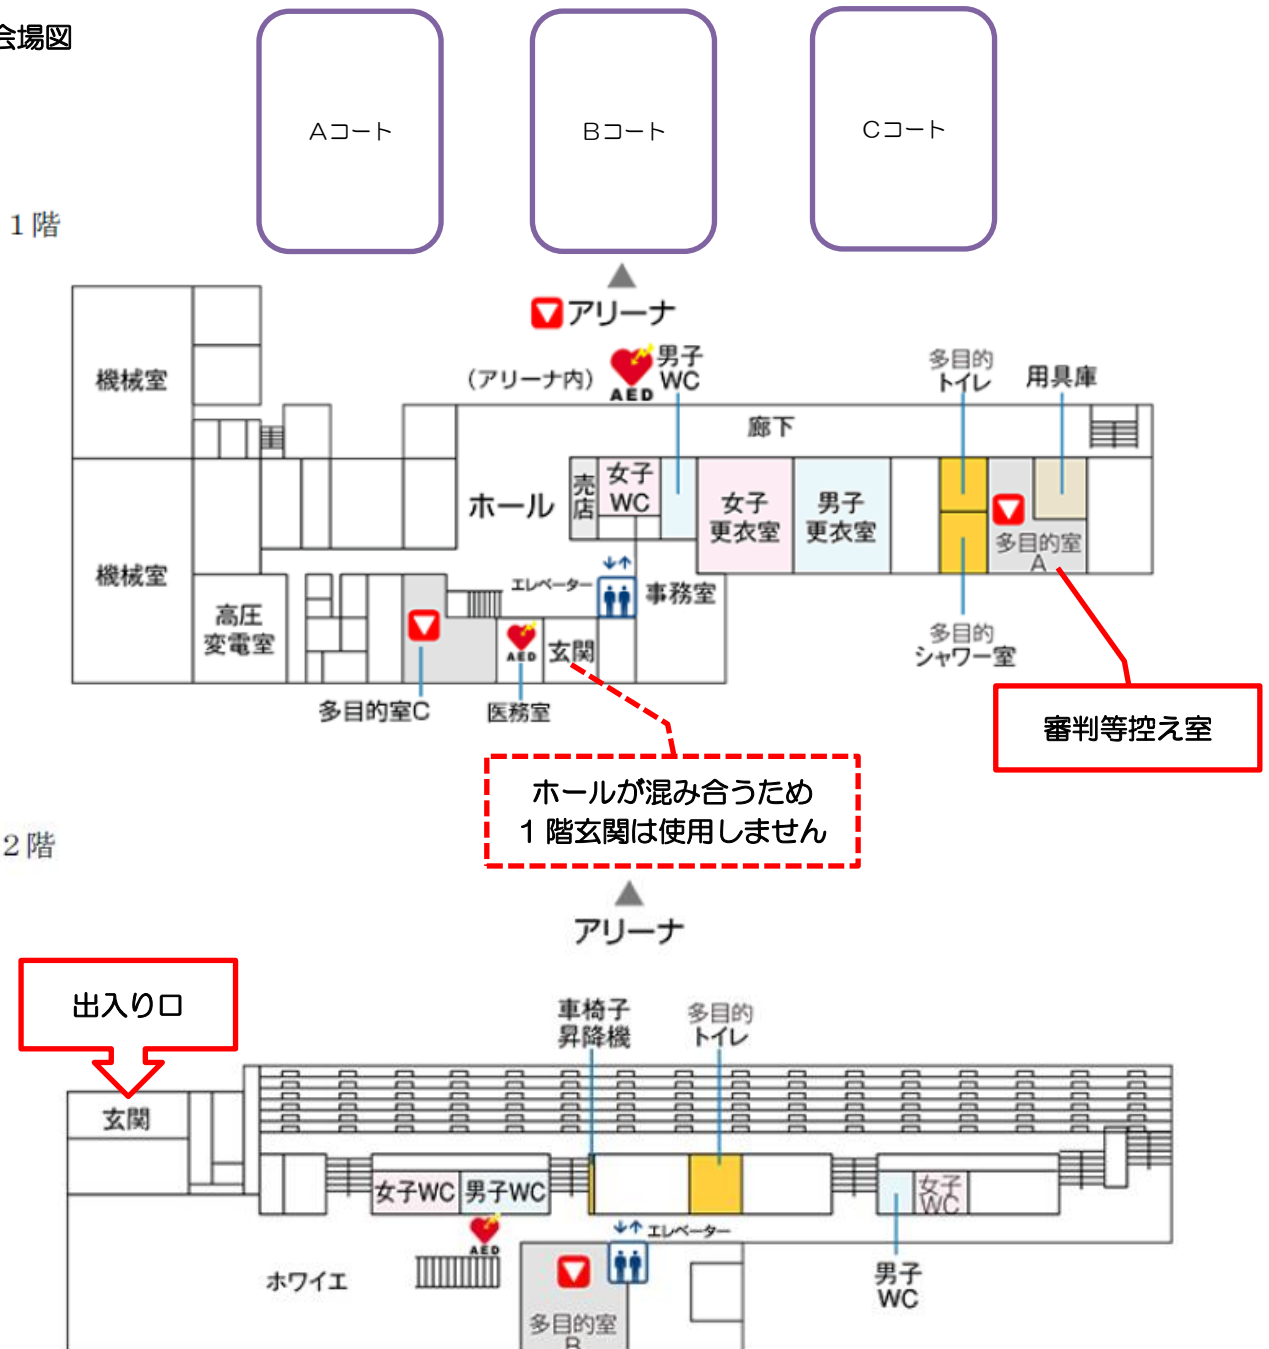 会場図
Aコート
Bコート
Cコート
1階
アリーナ
(アリーナ内)
AED
男子
WC
多目的
トイレ
用具庫
機械室
廊下
ホール
売店
女子
WC
女子
更衣室
男子
更衣室
多目的室
A
機械室
高圧
変電室
エレベーター
事務室
AED
玄関
多目的
シャワー室
多目的室C
医務室
審判等控え室
ホールが混み合うため
1階玄関は使用しません
2階
アリーナ
出入り口
車椅子
昇降機
多目的
トイレ
玄関
女子WC
男子WC
女子
WC
AED
エレベーター
ホワイエ
男子
WC
多目的室
B